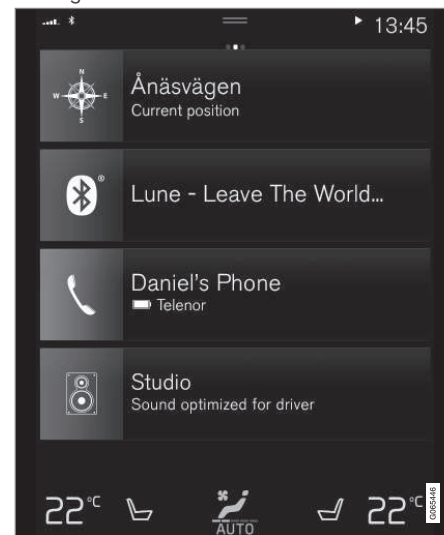 13:45
N
W E
S
Ånäsvägen
Current position
®
Lune - Leave The World...
Daniel's Phone
Telenor
Studio
Sound optimized for driver
22°C
AUTO
22°C
G065446